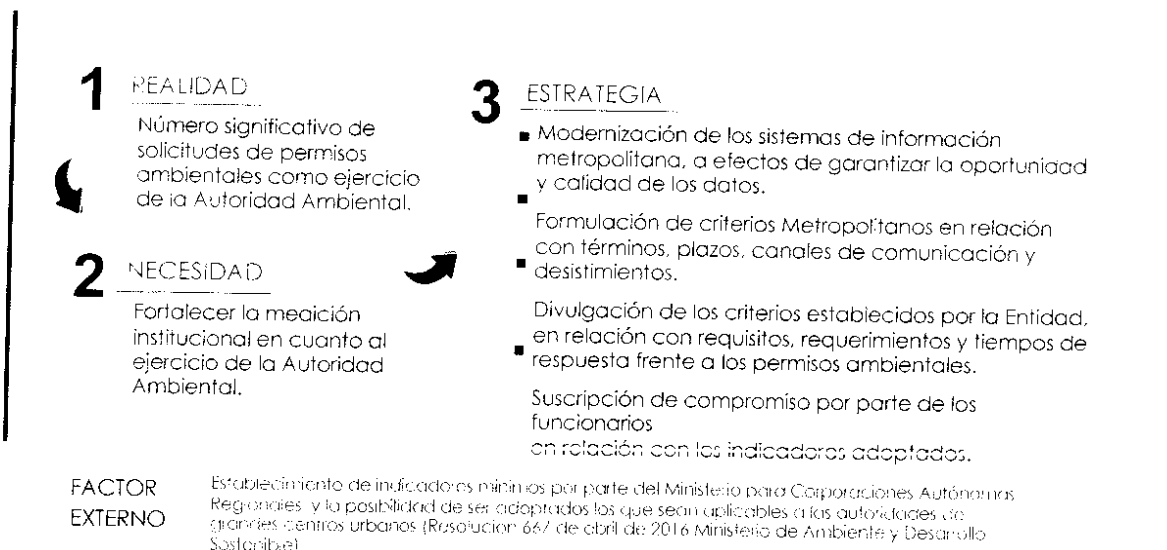 1 REALIDAD
Número significativo de
solicitudes de permisos
ambientales como ejercicio
de la Autoridad Ambiental.
2 NECESIDAD
Fortalecer la medición
institucional en cuanto al
ejercicio de la Autoridad
Ambiental.
3 ESTRATEGIA
▪ Modernización de los sistemas de información
metropolitana, a efectos de garantizar la oportunidad
y calidad de los datos.
▪
Formulación de criterios Metropolitanos en relación
con términos, plazos, canales de comunicación y
▪ desistimientos.
Divulgación de los criterios establecidos por la Entidad,
en relación con requisitos, requerimientos y tiempos de
▪ respuesta frente a los permisos ambientales.
Suscripción de compromiso por parte de los
funcionarios
en relación con los indicadores adoptados.
FACTOR
EXTERNO
Establecimiento de indicadores mínimos por parte del Ministerio para Corporaciones Autónomas
Regionales y la posibilidad de ser adoptados los que sean aplicables a las autoridades de
grandes centros urbanos (Resolución 667 de abril de 2016 Ministerio de Ambiente y Desarrollo
Sostenible)